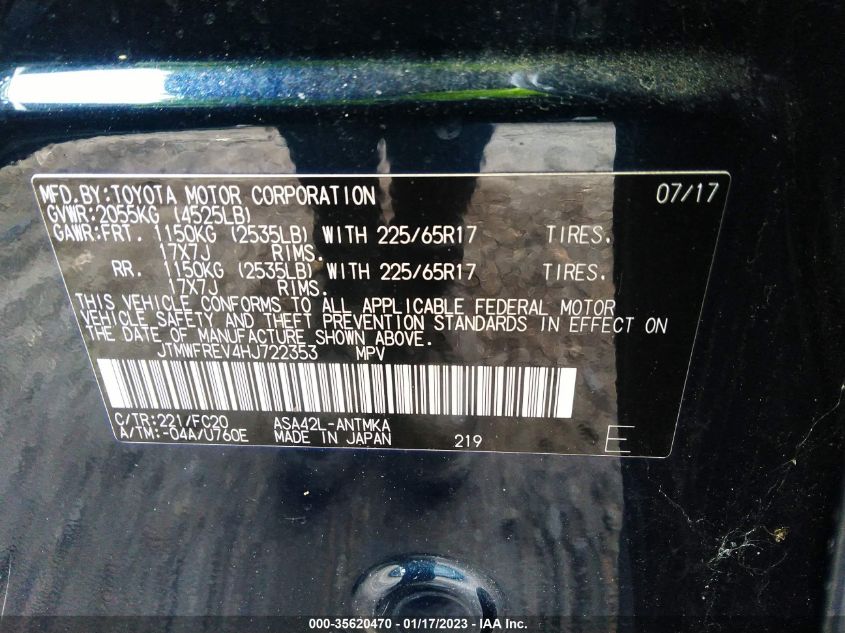 MFD.BY:TOYOTA MOTOR CORPORATION 07/17
GVWR:2055KG (4525LB)
GAWR:FRT. 1150KG (2535LB) WITH 225/65R17 TIRES.
17X7J RIMS.
RR. 1150KG (2535LB) WITH 225/65R17 TIRES.
17X7J RIMS.
THIS VEHICLE CONFORMS TO ALL APPLICABLE FEDERAL MOTOR
VEHICLE SAFETY AND THEFT PREVENTION STANDARDS IN EFFECT ON
THE DATE OF MANUFACTURE SHOWN ABOVE.
JTMWFREV4HJ722353 MPV
C/TR:221/FC20 ASA42L-ANTMKA
A/TM:-04A/U760E MADE IN JAPAN 219 E
000-35620470 - 01/17/2023 - IAA Inc.